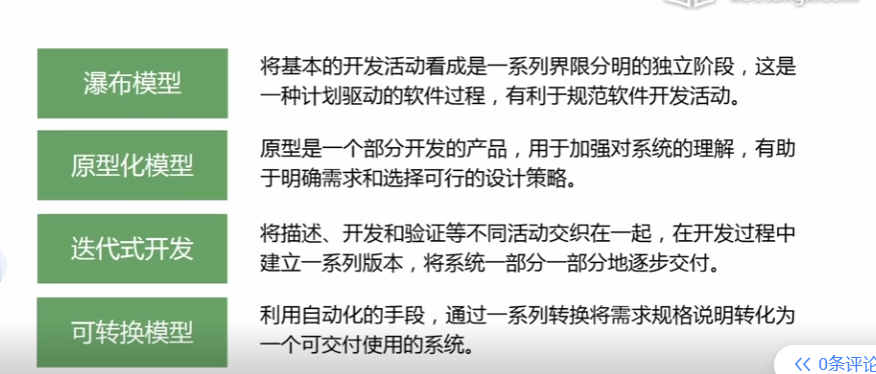 瀑布模型
将基本的开发活动看成是一系列界限分明的独立阶段，这是
一种计划驱动的软件过程，有利于规范软件开发活动。
原型化模型
原型是一个部分开发的产品，用于加强对系统的理解，有助
于明确需求和选择可行的设计策略。
迭代式开发
将描述、开发和验证等不同活动交织在一起，在开发过程中
建立一系列版本，将系统一部分一部分地逐步交付。
可转换模型
利用自动化的手段，通过一系列转换将需求规格说明转化为
一个可交付使用的系统。
0条评论